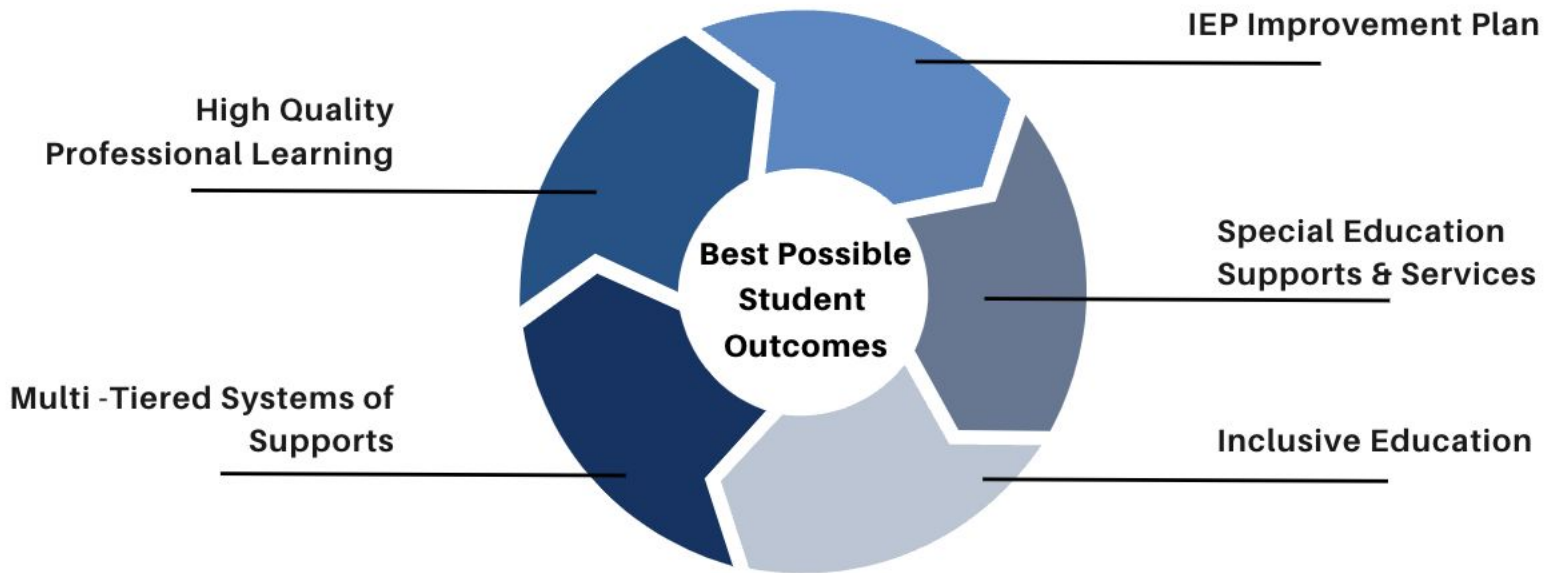 IEP Improvement Plan
High Quality
Professional Learning
Special Education
Supports & Services
Best Possible
Student
Outcomes
Multi -Tiered Systems of
Supports
Inclusive Education